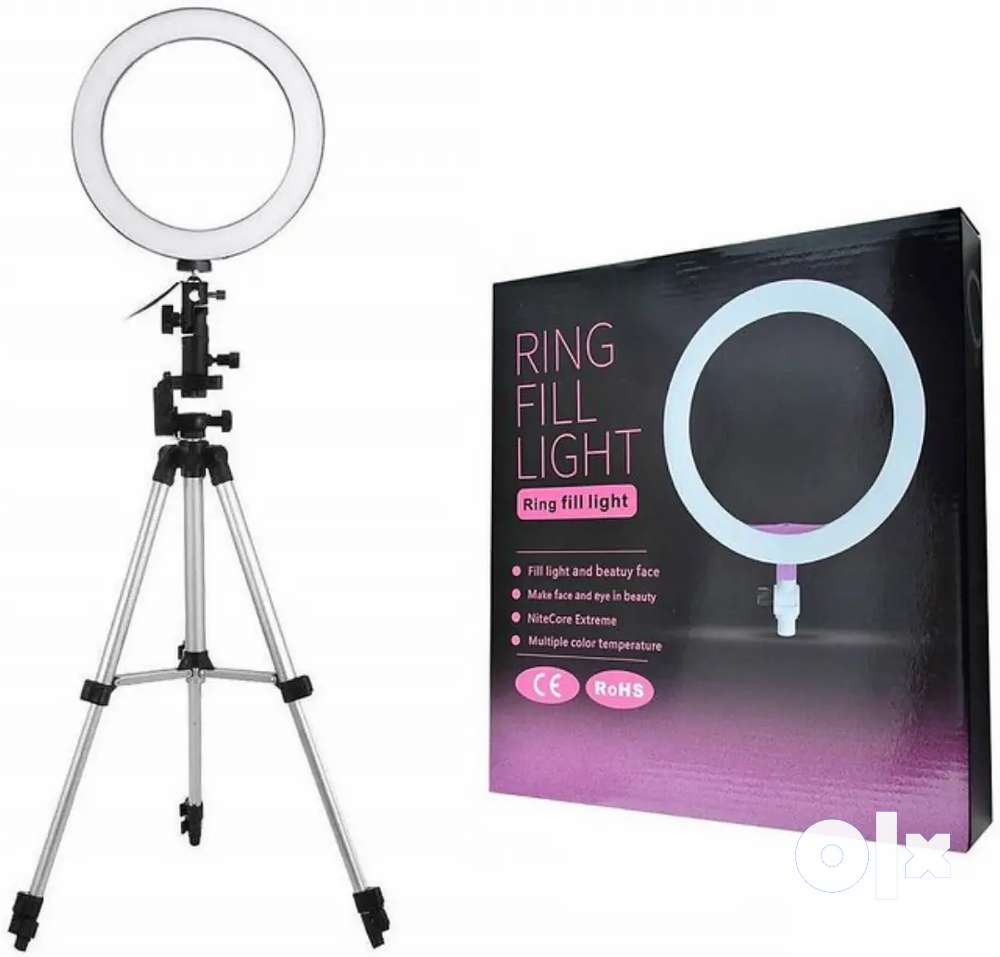 RING
FILL
LIGHT
Ring fill light
Fill light and beatuy face
Make face and eye in beauty
NiteCore Extreme
Multiple color temperature
CE
RoHS
olx